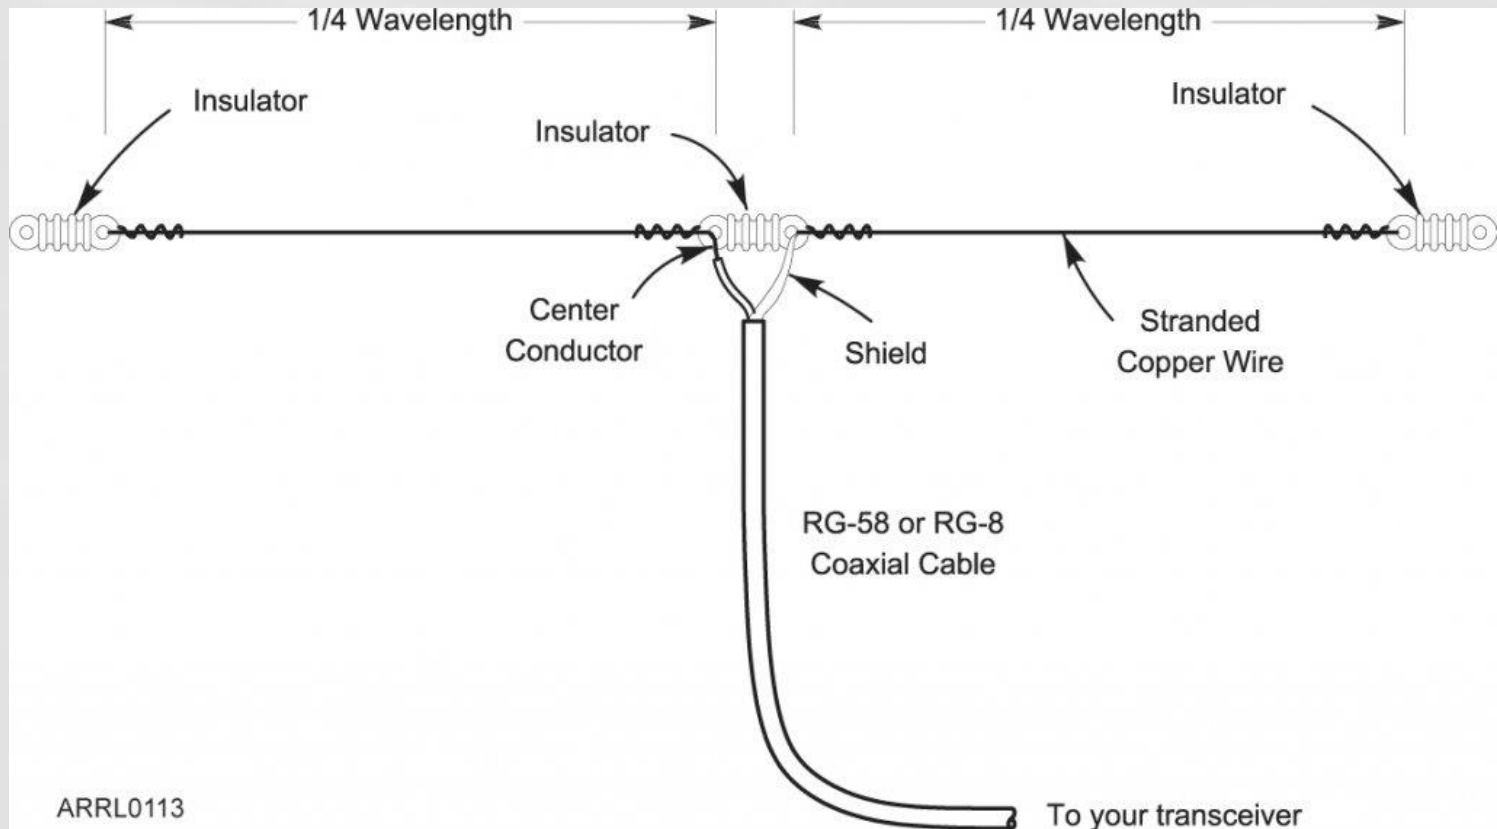 1/4 Wavelength
1/4 Wavelength
Insulator
Insulator
Insulator
Center
Conductor
Shield
Stranded
Copper Wire
RG-58 or RG-8
Coaxial Cable
ARRL0113
To your transceiver